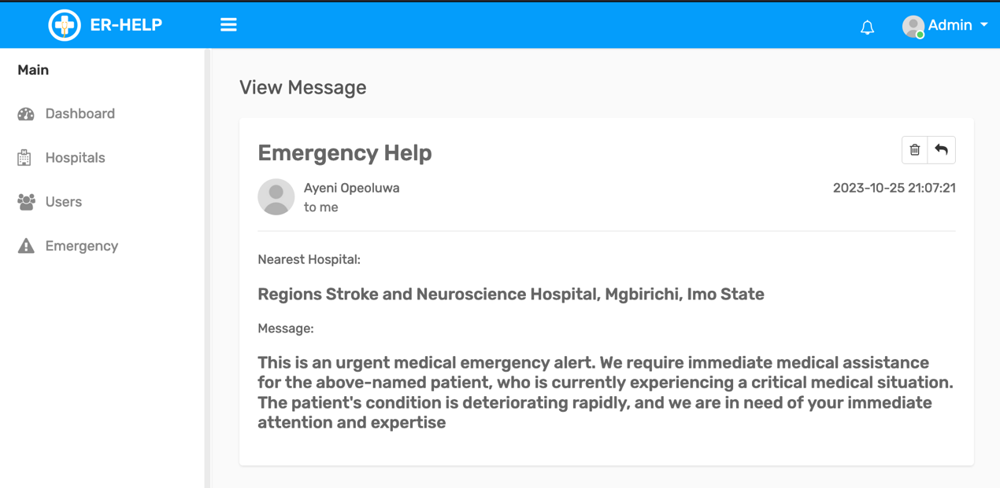 ER-HELP
Admin
Main
Dashboard
Hospitals
Users
Emergency
View Message
Emergency Help
Ayeni Opeoluwa
2023-10-25 21:07:21
to me
Nearest Hospital:
Regions Stroke and Neuroscience Hospital, Mgbirichi, Imo State
Message:
This is an urgent medical emergency alert. We require immediate medical assistance
for the above-named patient, who is currently experiencing a critical medical situation.
The patient's condition is deteriorating rapidly, and we are in need of your immediate
attention and expertise